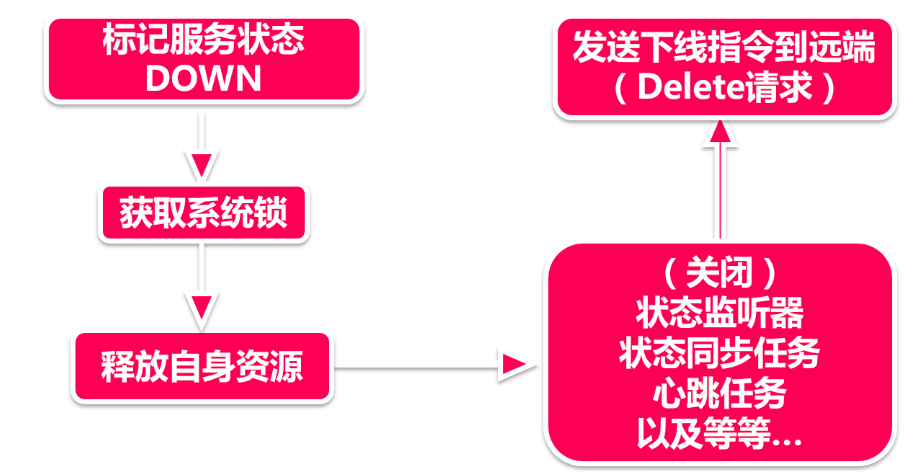 标记服务状态
DOWN
获取系统锁
释放自身资源
（关闭）
状态监听器
状态同步任务
心跳任务
以及等等...
发送下线指令到远端
（Delete请求）